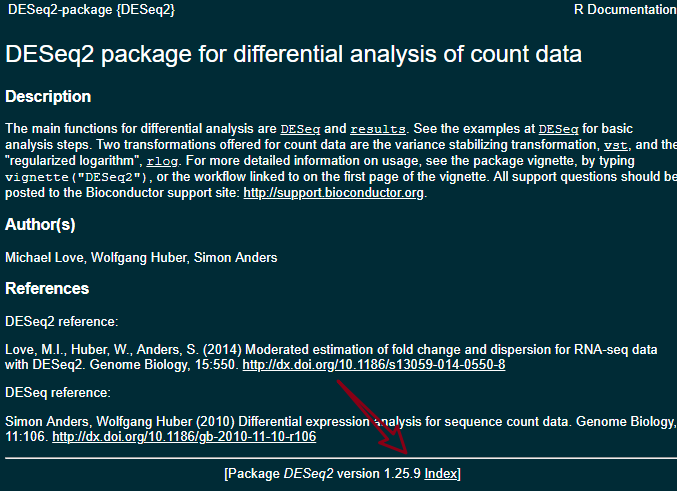 DESeq2-package {DESeq2} R Documentation
DESeq2 package for differential analysis of count data
Description
The main functions for differential analysis are DESeq and results. See the examples at DESeq for basic
analysis steps. Two transformations offered for count data are the variance stabilizing transformation, vst, and the
"regularized logarithm", rlog. For more detailed information on usage, see the package vignette, by typing
vignette("DESeq2"), or the workflow linked to on the first page of the vignette. All support questions should be
posted to the Bioconductor support site: http://support.bioconductor.org.
Author(s)
Michael Love, Wolfgang Huber, Simon Anders
References
DESeq2 reference:
Love, M.I., Huber, W., Anders, S. (2014) Moderated estimation of fold change and dispersion for RNA-seq data
with DESeq2. Genome Biology, 15:550. http://dx.doi.org/10.1186/s13059-014-0550-8
DESeq reference:
Simon Anders, Wolfgang Huber (2010) Differential expression analysis for sequence count data. Genome Biology,
11:106. http://dx.doi.org/10.1186/gb-2010-11-10-r106
[Package DESeq2 version 1.25.9 Index]